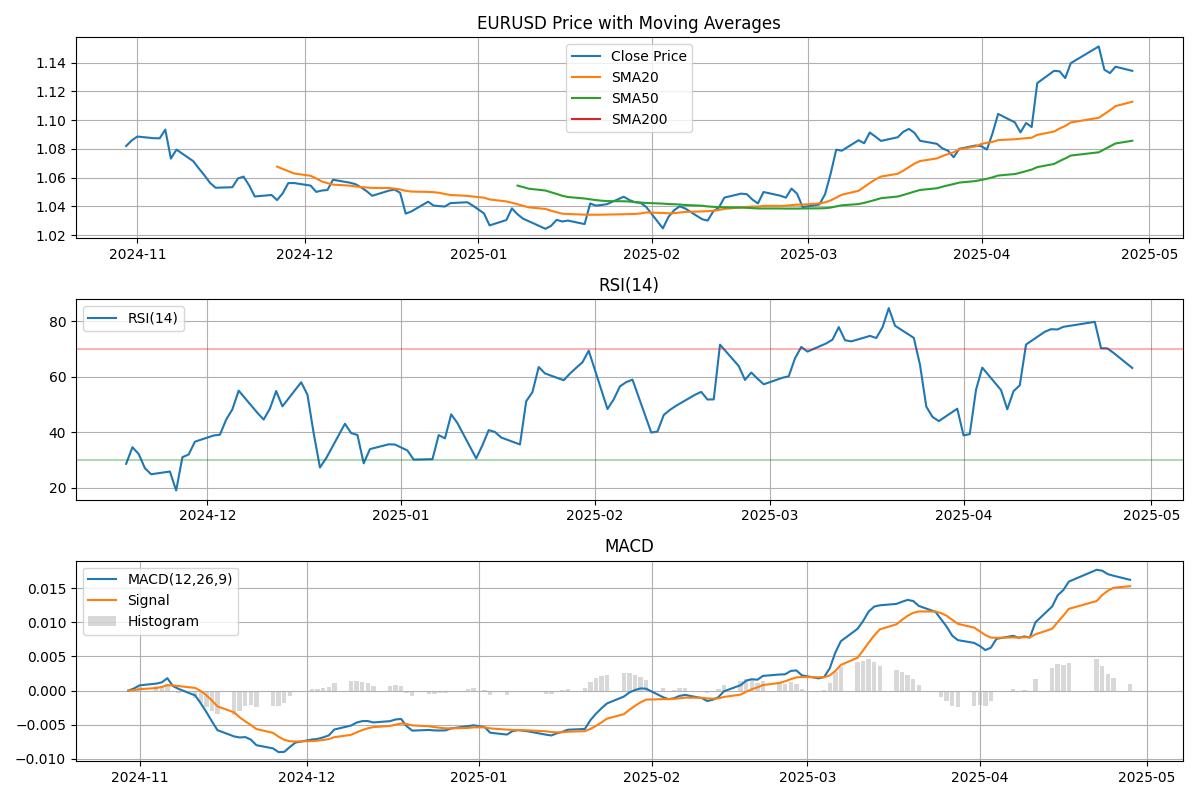 EURUSD Price with Moving Averages
Close Price
SMA20
SMA50
SMA200
1.14
1.12
1.10
1.08
1.06
1.04
1.02
2024-11 2024-12 2025-01 2025-02 2025-03 2025-04 2025-05
RSI(14)
RSI(14)
80
60
40
20
2024-12 2025-01 2025-02 2025-03 2025-04 2025-05
MACD
MACD(12,26,9)
Signal
Histogram
0.015
0.010
0.005
0.000
−0.005
−0.010
2024-11 2024-12 2025-01 2025-02 2025-03 2025-04 2025-05